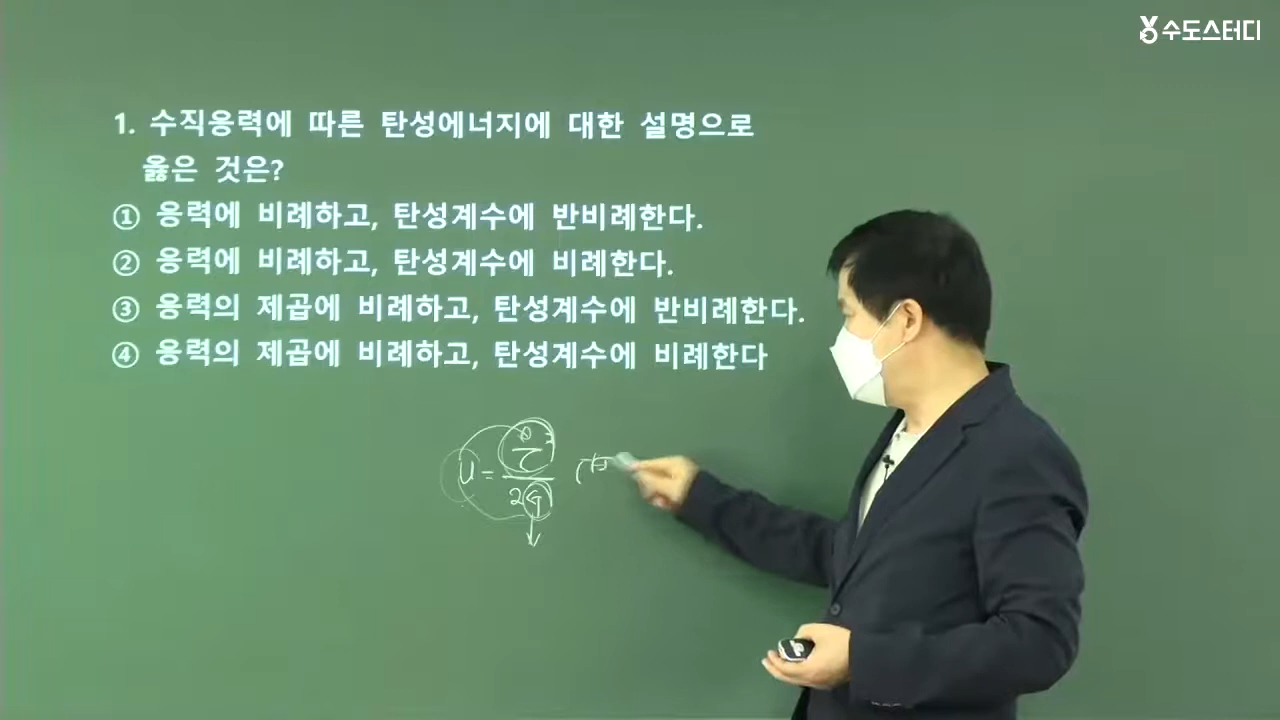 수도스터디
1. 수직응력에 따른 탄성에너지에 대한 설명으로
옳은 것은?
① 응력에 비례하고, 탄성계수에 반비례한다.
② 응력에 비례하고, 탄성계수에 비례한다.
③ 응력의 제곱에 비례하고, 탄성계수에 반비례한다.
④ 응력의 제곱에 비례하고, 탄성계수에 비례한다
u =
2G